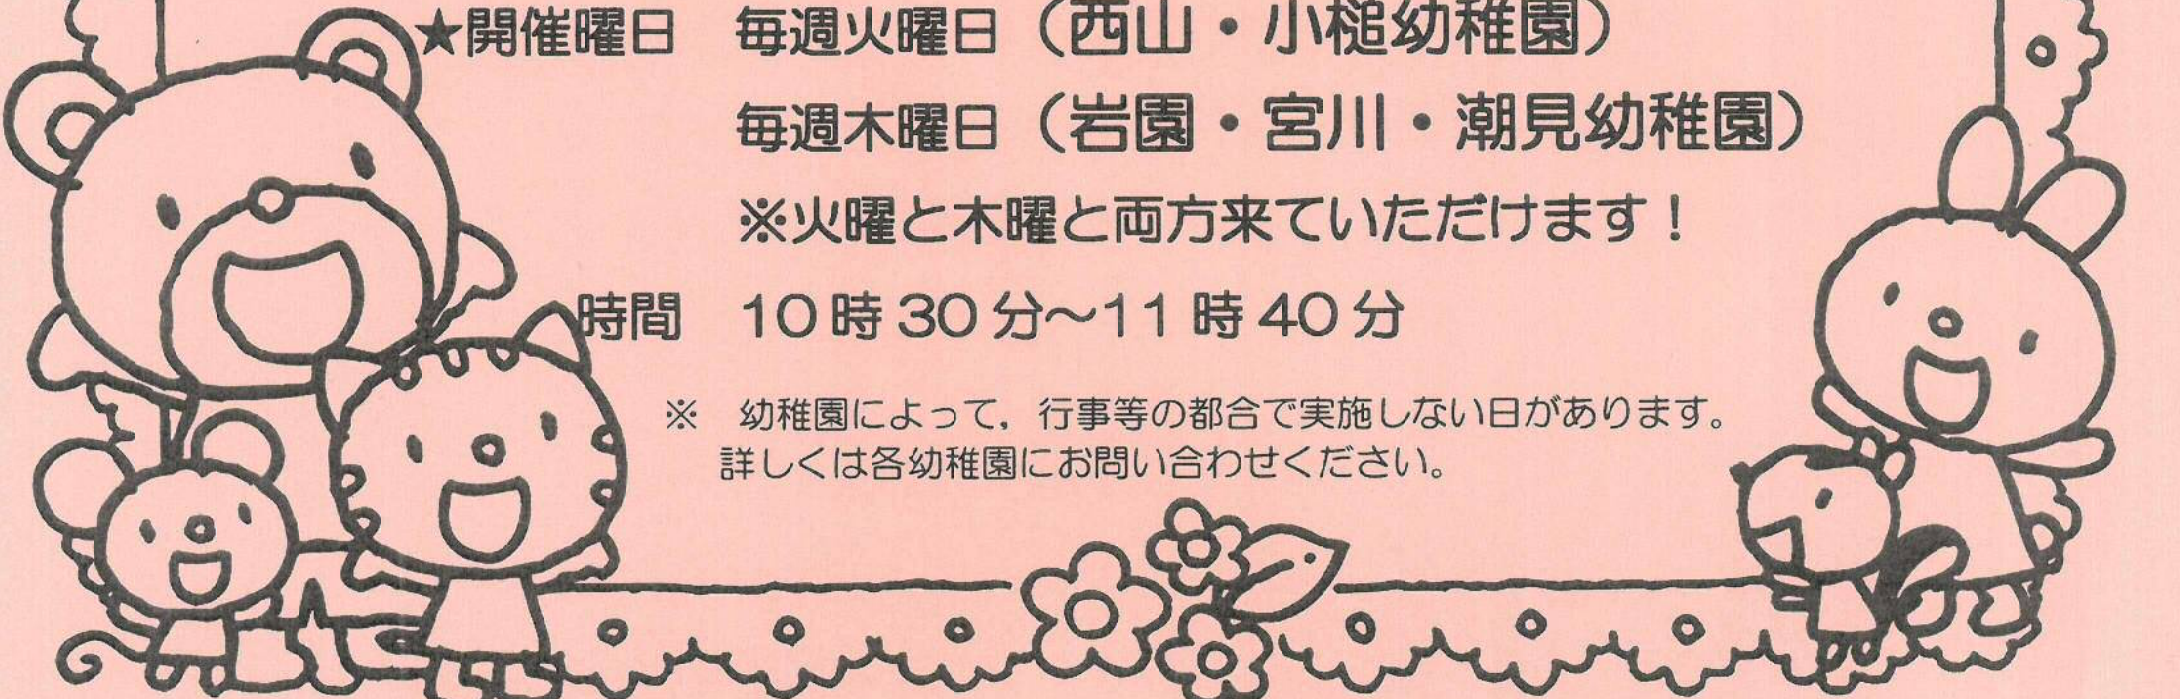 ★開催曜日　毎週火曜日（西山・小槌幼稚園）
毎週木曜日（岩園・宮川・潮見幼稚園）
※火曜と木曜と両方来ていただけます！
時間　10時30分～11時40分
※　幼稚園によって，行事等の都合で実施しない日があります。
詳しくは各幼稚園にお問い合わせください。